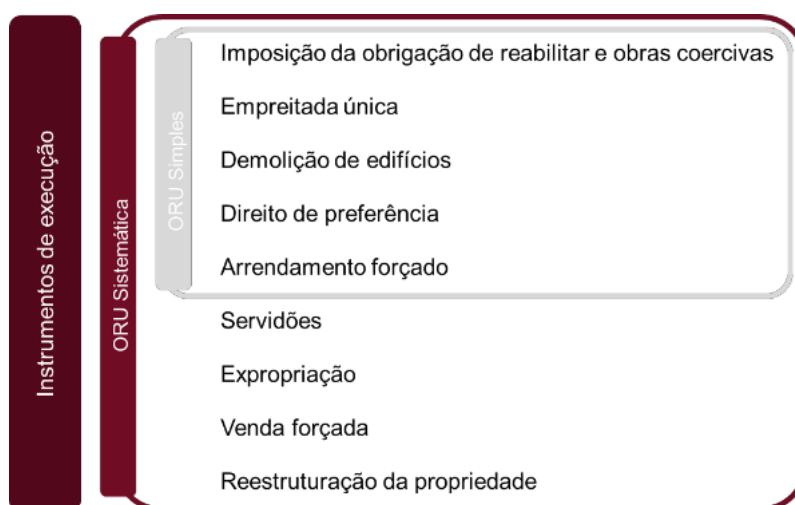 Instrumentos de execução
ORU Sistemática
ORU Simples
Imposição da obrigação de reabilitar e obras coercivas
Empreitada única
Demolição de edifícios
Direito de preferência
Arrendamento forçado
Servidões
Expropriação
Venda forçada
Reestruturação da propriedade